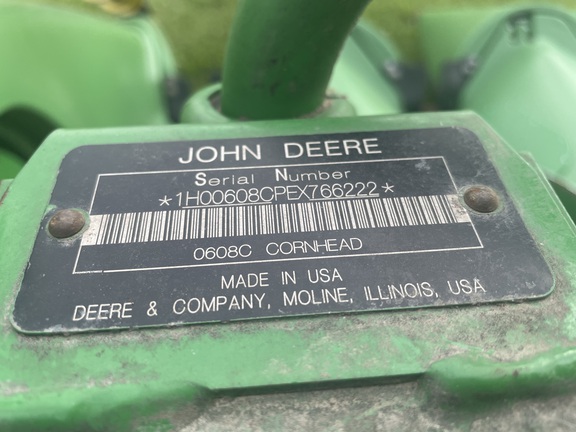 JOHN DEERE
Serial Number
*1H00608CPEX766222*
0608C CORNHEAD
MADE IN USA
DEERE & COMPANY, MOLINE, ILLINOIS, USA